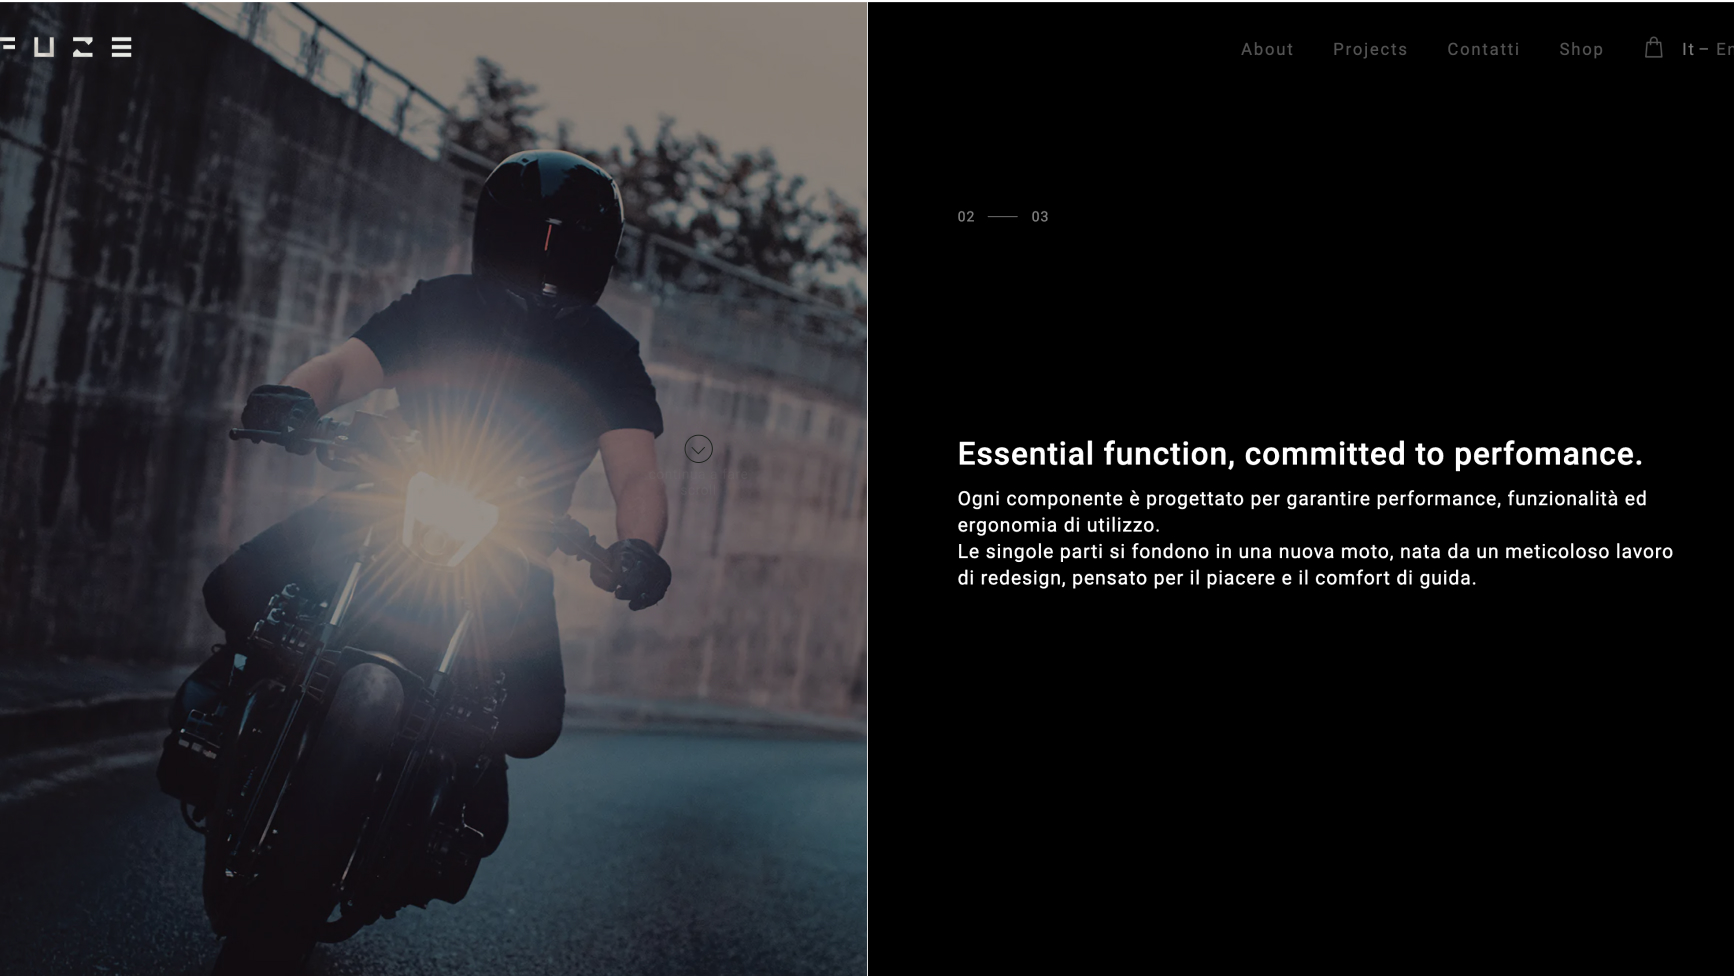 FUZE
About Projects Contatti Shop It – En
02 — 03
Essential function, committed to perfomance.
Ogni componente è progettato per garantire performance, funzionalità ed
ergonomia di utilizzo.
Le singole parti si fondono in una nuova moto, nata da un meticoloso lavoro
di redesign, pensato per il piacere e il comfort di guida.